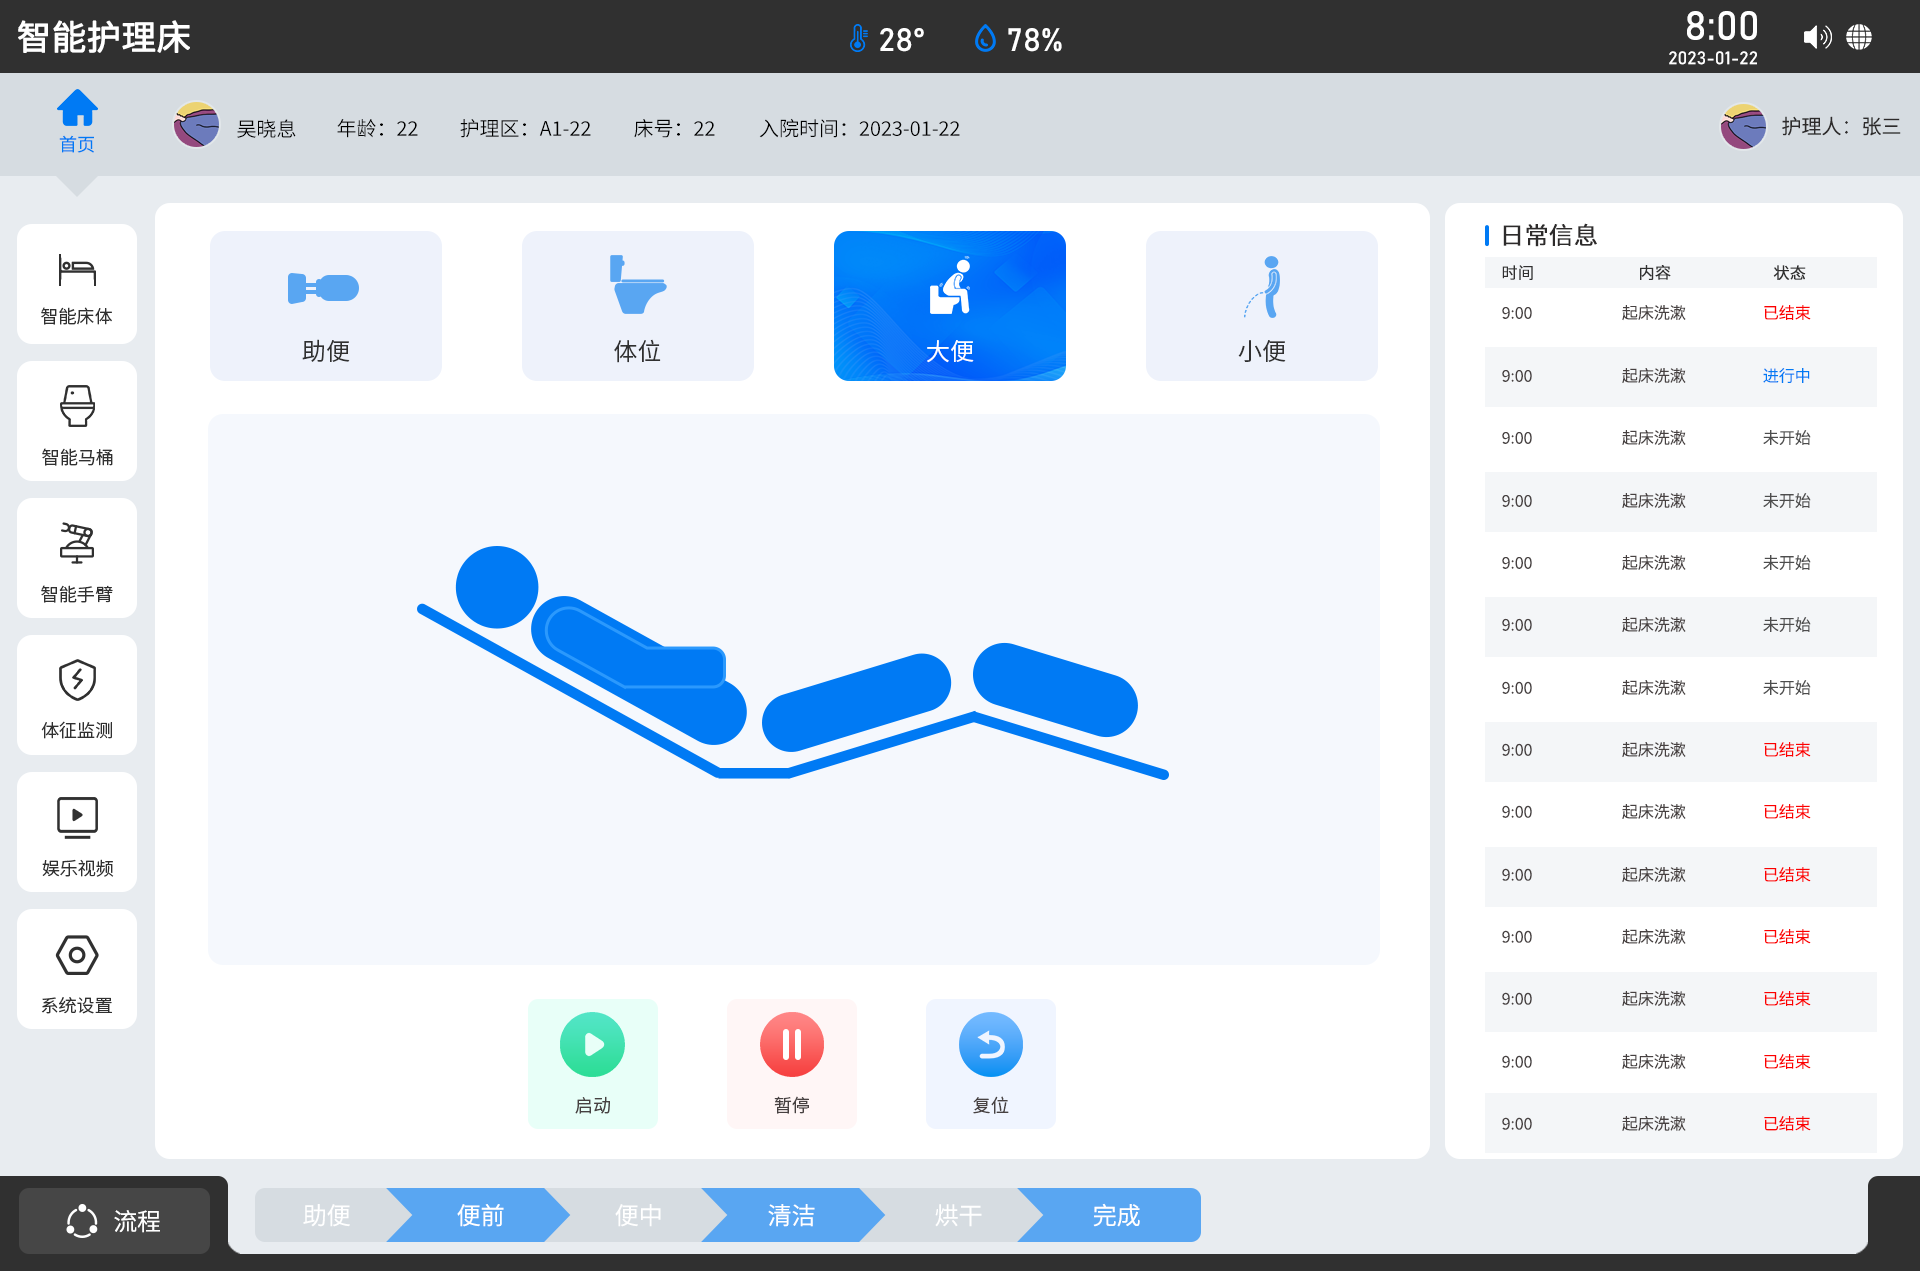 智能护理床
28°
78%
8:00
2023-01-22
首页
吴晓息
年龄：22
护理区：A1-22
床号：22
入院时间：2023-01-22
护理人：张三
智能床体
智能马桶
智能手臂
体征监测
娱乐视频
系统设置
助便
体位
大便
小便
启动
暂停
复位
日常信息
时间 内容 状态
9:00 起床洗漱 已结束
9:00 起床洗漱 进行中
9:00 起床洗漱 未开始
9:00 起床洗漱 未开始
9:00 起床洗漱 未开始
9:00 起床洗漱 未开始
9:00 起床洗漱 未开始
9:00 起床洗漱 已结束
9:00 起床洗漱 已结束
9:00 起床洗漱 已结束
9:00 起床洗漱 已结束
9:00 起床洗漱 已结束
9:00 起床洗漱 已结束
9:00 起床洗漱 已结束
流程
助便
便前
便中
清洁
烘干
完成